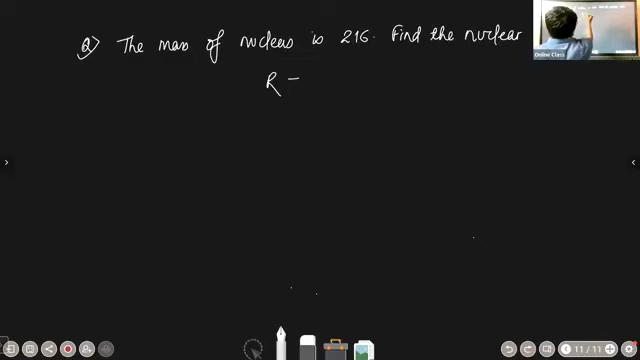 Q> The mass of nucleus is 216. Find the nuclear
R -
Online Class
11 / 11